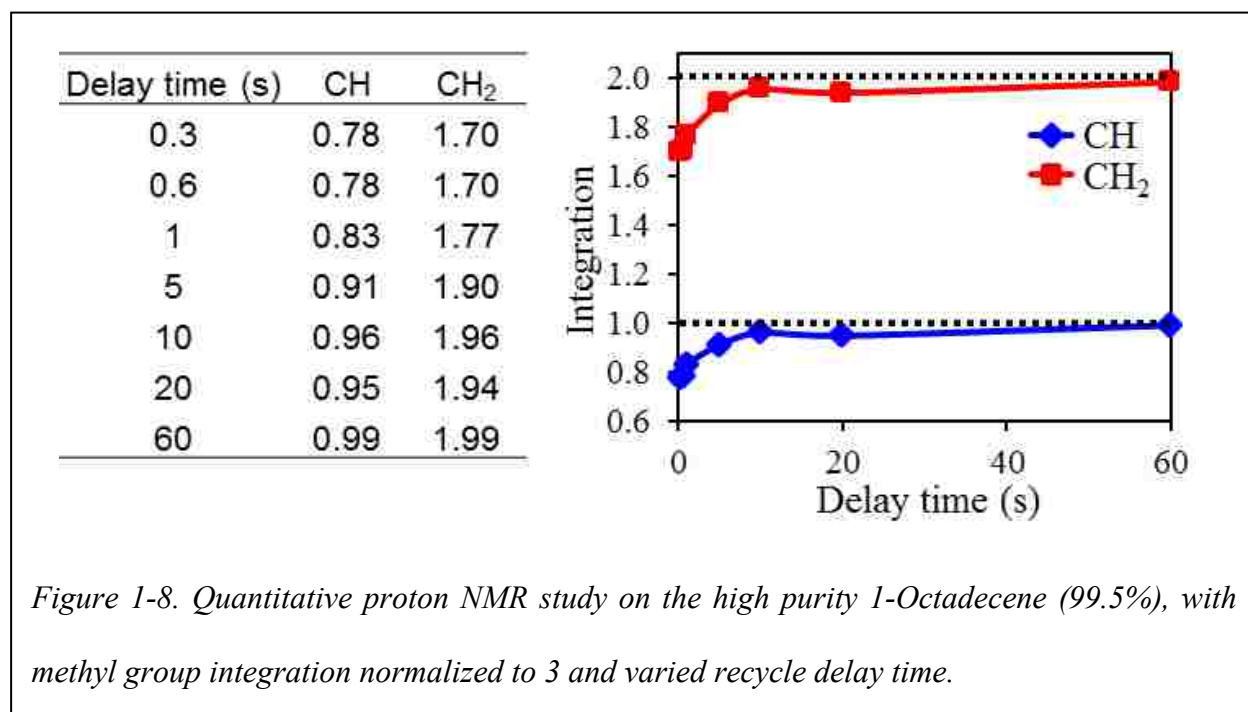 Delay time (s) CH CH₂
0.3 0.78 1.70
0.6 0.78 1.70
1 0.83 1.77
5 0.91 1.90
10 0.96 1.96
20 0.95 1.94
60 0.99 1.99
Integration
2.0
1.8
1.6
1.4
1.2
1.0
0.8
0.6
CH
CH₂
0 20 40 60
Delay time (s)
Figure 1-8. Quantitative proton NMR study on the high purity 1-Octadecene (99.5%), with
methyl group integration normalized to 3 and varied recycle delay time.